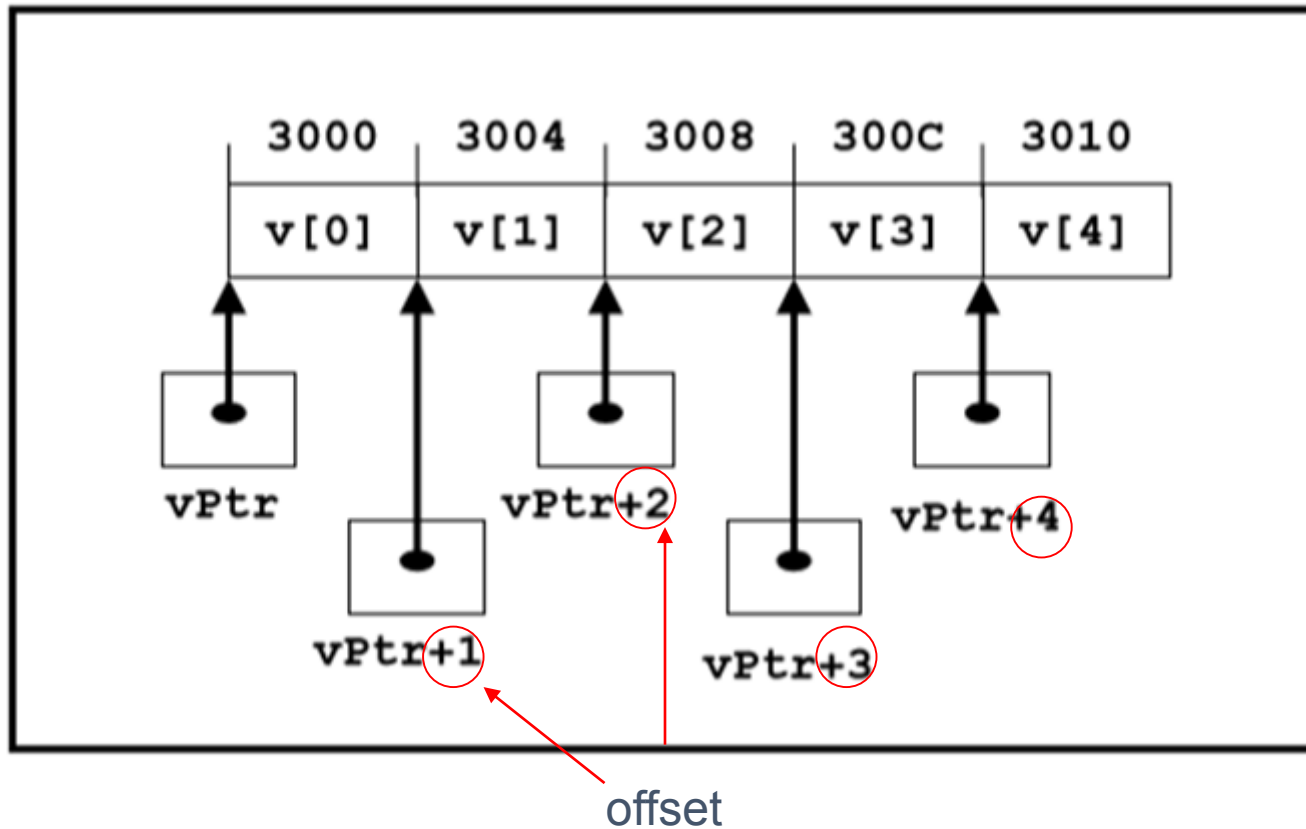 3000 3004 3008 300C 3010
v[0] v[1] v[2] v[3] v[4]
vPtr vPtr+2 vPtr+4
vPtr+1 vPtr+3
offset